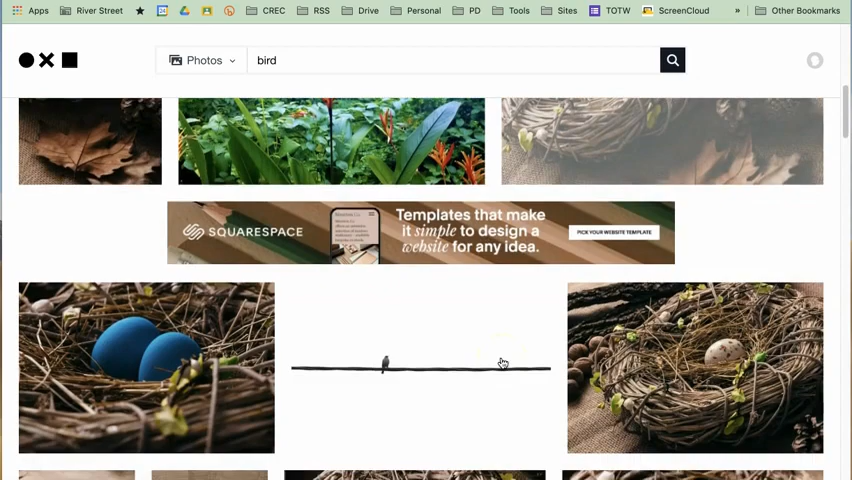 Apps River Street CREC RSS Drive Personal PD Tools Sites TOTW ScreenCloud » Other Bookmarks
Photos bird
SQUARESPACE
Templates that make
it simple to design a
website for any idea.
PICK YOUR WEBSITE TEMPLATE